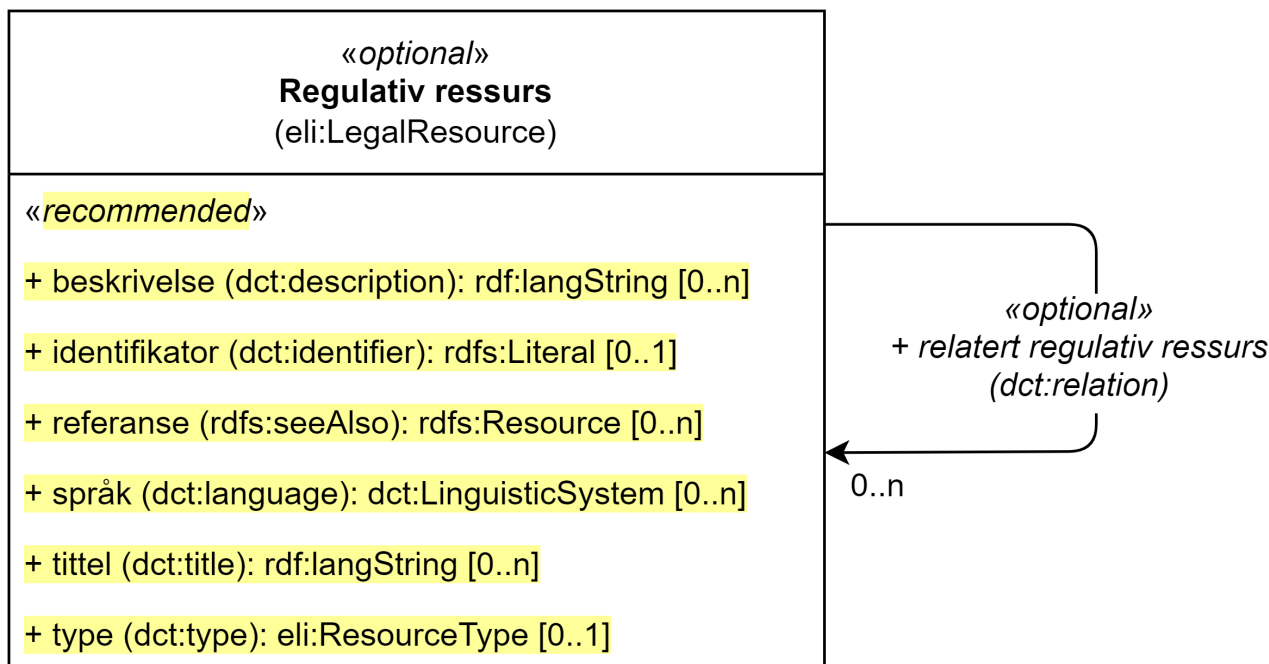 «optional»
Regulativ ressurs
(eli:LegalResource)
«recommended»
+ beskrivelse (dct:description): rdf:langString [0..n]
+ identifikator (dct:identifier): rdfs:Literal [0..1]
+ referanse (rdfs:seeAlso): rdfs:Resource [0..n]
+ språk (dct:language): dct:LinguisticSystem [0..n]
+ tittel (dct:title): rdf:langString [0..n]
+ type (dct:type): eli:ResourceType [0..1]
«optional»
+ relatert regulativ ressurs
(dct:relation)
0..n